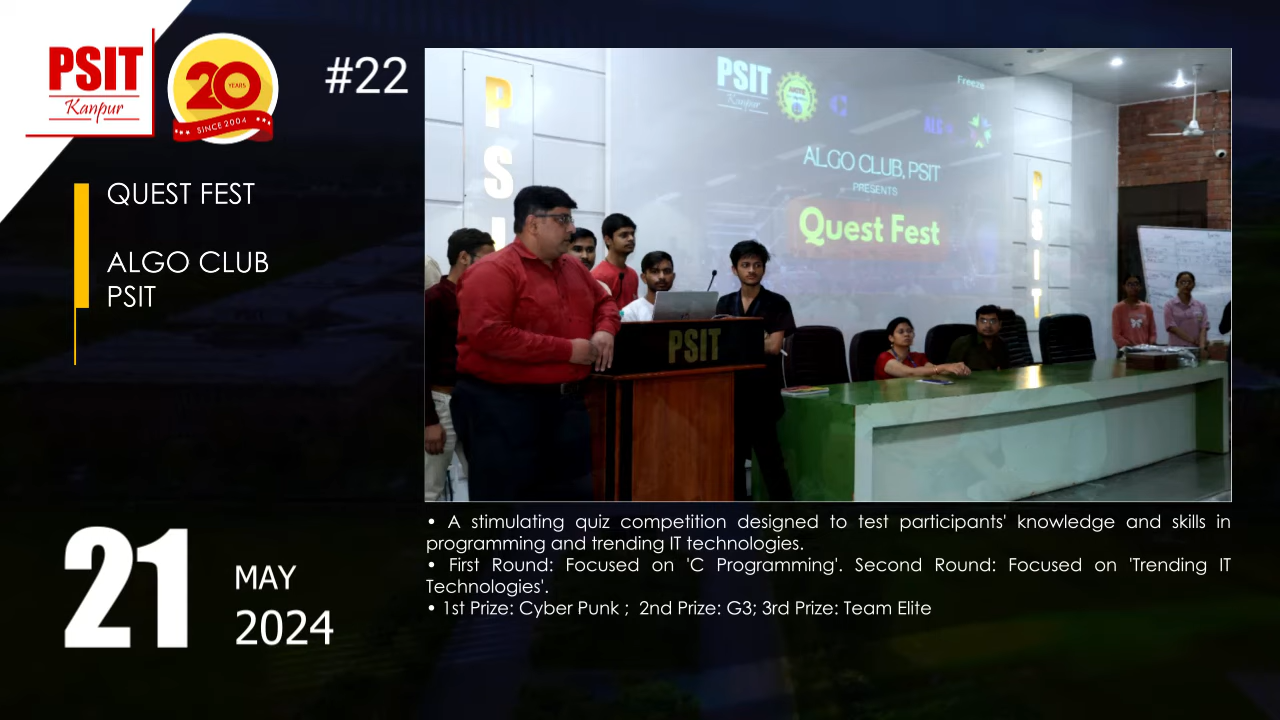 PSIT
Kanpur
20
YEARS
SINCE 2004
#22
QUEST FEST
ALGO CLUB
PSIT
21
MAY
2024
PSIT
Kanpur
Freeze
P
S
I
ALGO CLUB, PSIT
PRESENTS
Quest Fest
P
S
I
T
PSIT
• A stimulating quiz competition designed to test participants' knowledge and skills in
programming and trending IT technologies.
• First Round: Focused on 'C Programming'. Second Round: Focused on 'Trending IT
Technologies'.
• 1st Prize: Cyber Punk ; 2nd Prize: G3; 3rd Prize: Team Elite